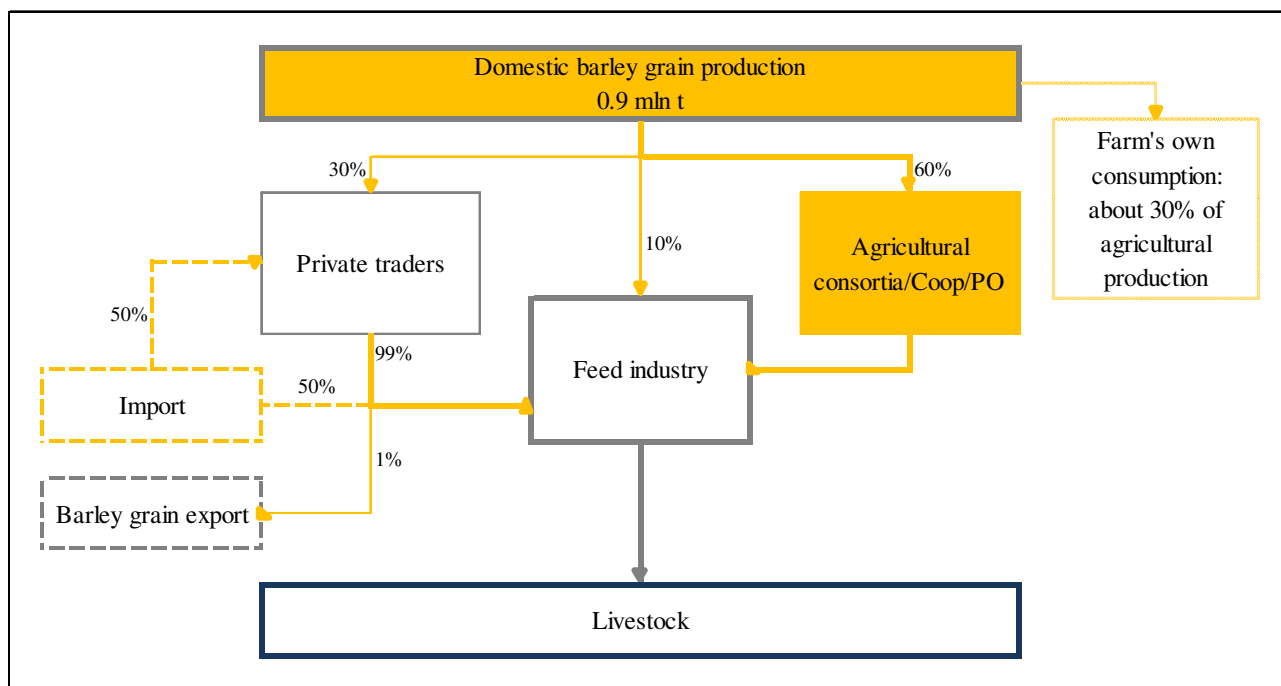 Domestic barley grain production
0.9 mln t
Farm's own
consumption:
about 30% of
agricultural
production
30%
60%
10%
Private traders
Agricultural
consortia/Coop/PO
50%
99%
Feed industry
50%
Import
1%
Barley grain export
Livestock